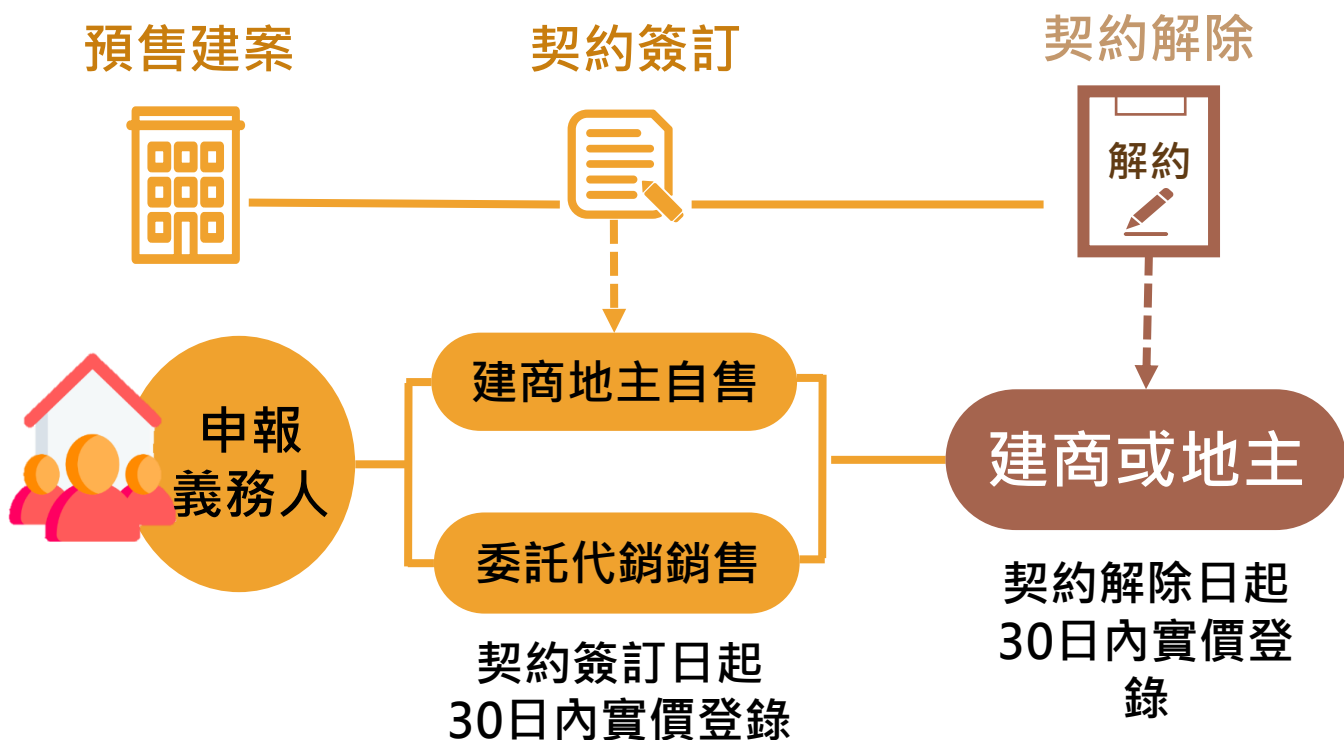 預售建案
契約簽訂
契約解除
解約
申報
義務人
建商地主自售
委託代銷銷售
契約簽訂日起
30日內實價登錄
建商或地主
契約解除日起
30日內實價登
錄